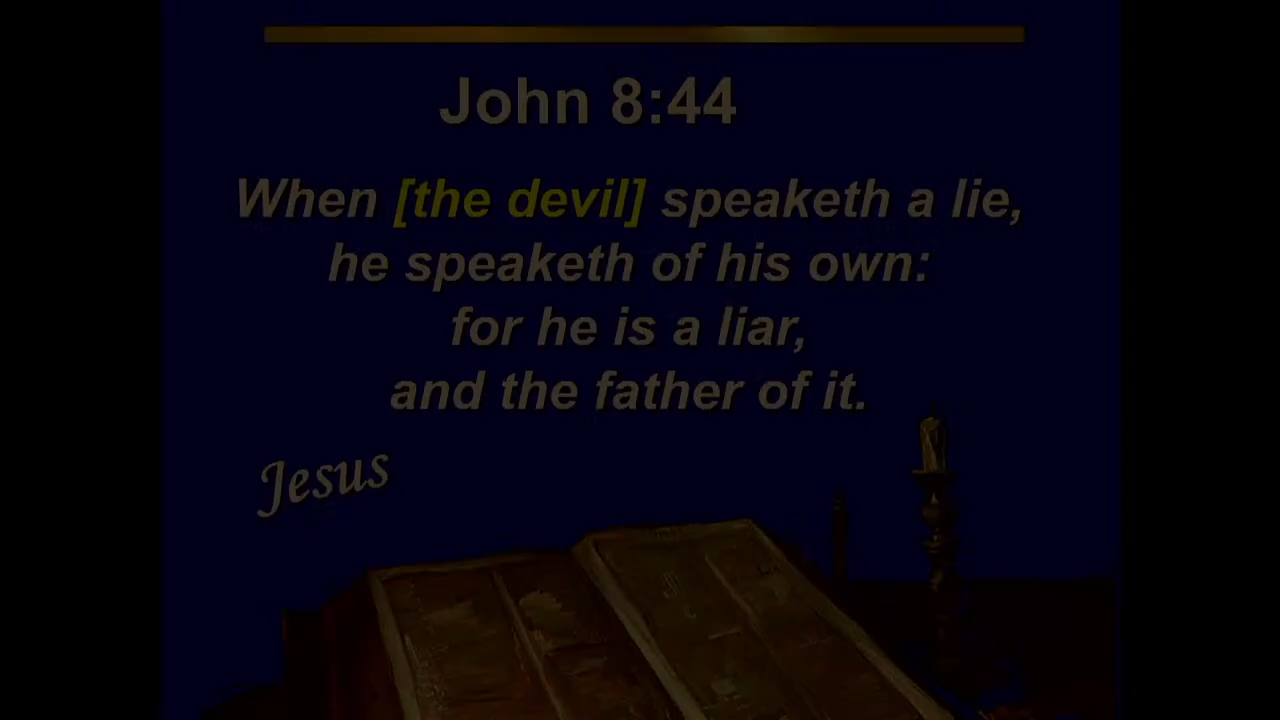 John 8:44
When [the devil] speaketh a lie,
he speaketh of his own:
for he is a liar,
and the father of it.
Jesus